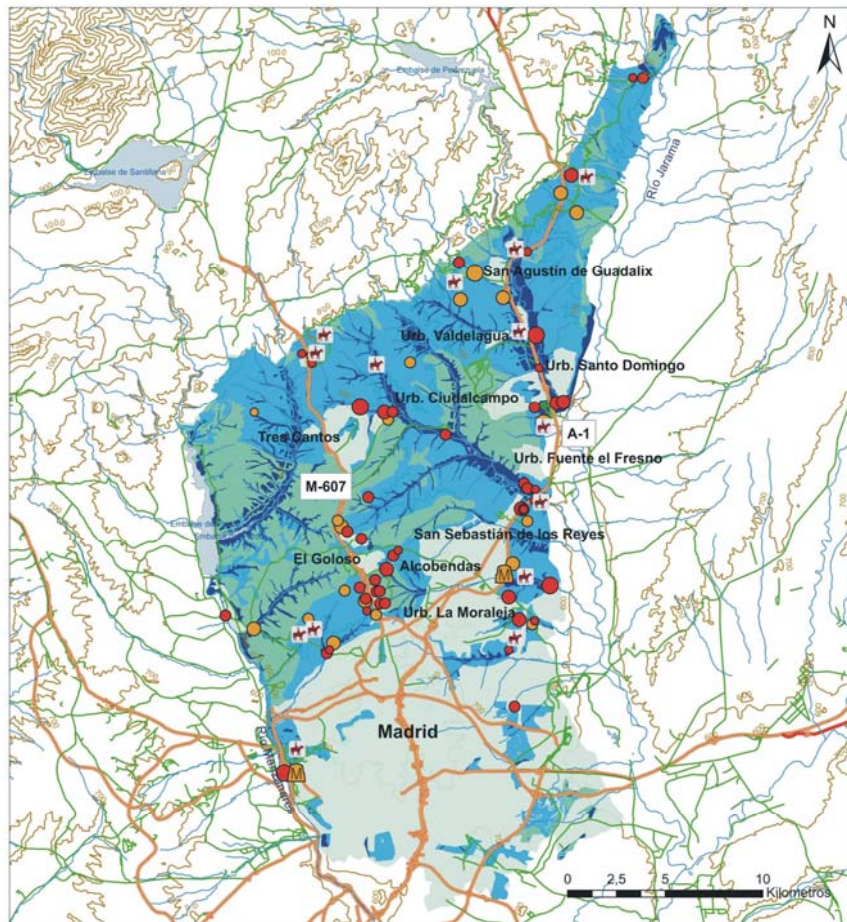 N
Embalse de Pedrezuela
Embalse de Santillana
Río Jarama
San Agustín de Guadalix
Urb. Valdelagua
Urb. Santo Domingo
Urb. Ciudalcampo
A-1
Tres Cantos
Urb. Fuente el Fresno
M-607
San Sebastián de los Reyes
El Goloso
Alcobendas
Urb. La Moraleja
Madrid
Río Manzanares
0 2,5 5 10
Kilometros